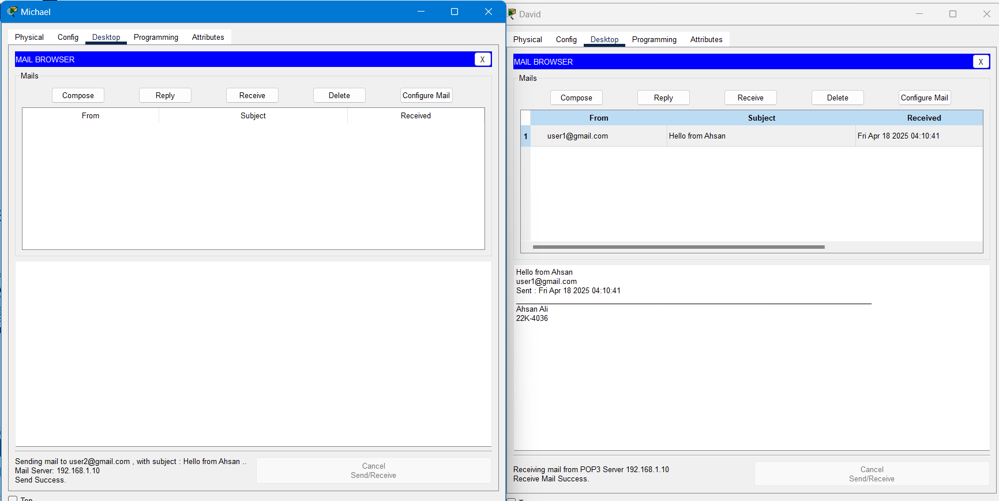 Michael
Physical Config Desktop Programming Attributes
MAIL BROWSER X
Mails
Compose Reply Receive Delete Configure Mail
From Subject Received
Sending mail to user2@gmail.com , with subject : Hello from Ahsan ..
Mail Server: 192.168.1.10
Send Success.
Cancel
Send/Receive
Top
David
Physical Config Desktop Programming Attributes
MAIL BROWSER X
Mails
Compose Reply Receive Delete Configure Mail
From Subject Received
1 user1@gmail.com Hello from Ahsan Fri Apr 18 2025 04:10:41
Hello from Ahsan
user1@gmail.com
Sent : Fri Apr 18 2025 04:10:41
Ahsan Ali
22K-4036
Receiving mail from POP3 Server 192.168.1.10
Receive Mail Success.
Cancel
Send/Receive